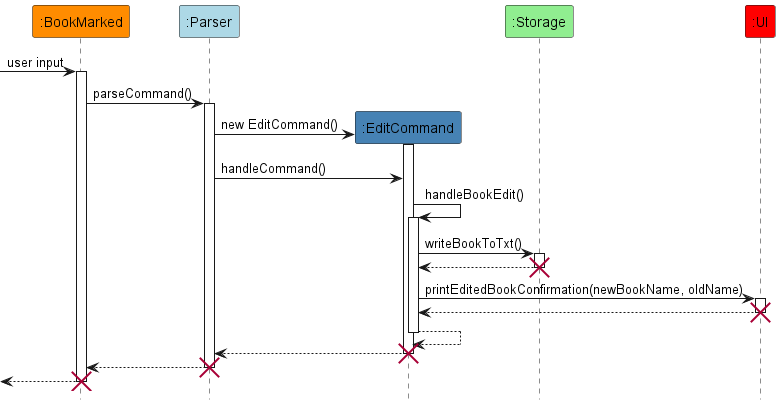 :BookMarked
:Parser
:Storage
:UI
user input
parseCommand()
new EditCommand()
:EditCommand
handleCommand()
handleBookEdit()
writeBookToTxt()
printEditedBookConfirmation(newBookName, oldName)